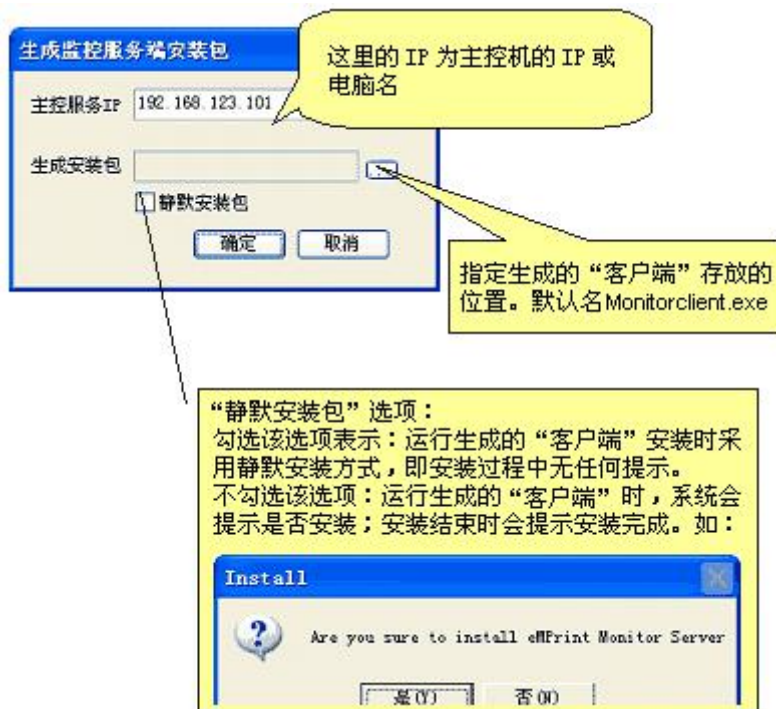 生成监控服务端安装包
这里的 IP 为主控机的 IP 或
电脑名
主控服务IP 192.168.123.101
生成安装包
静默安装包
确定 取消
指定生成的“客户端”存放的
位置。默认名Monitorclient.exe
“静默安装包”选项：
勾选该选项表示：运行生成的“客户端”安装时采
用静默安装方式，即安装过程中无任何提示。
不勾选该选项：运行生成的“客户端”时，系统会
提示是否安装；安装结束时会提示安装完成。如：
Install
Are you sure to install eMPrint Monitor Server
是(Y) 否(N)